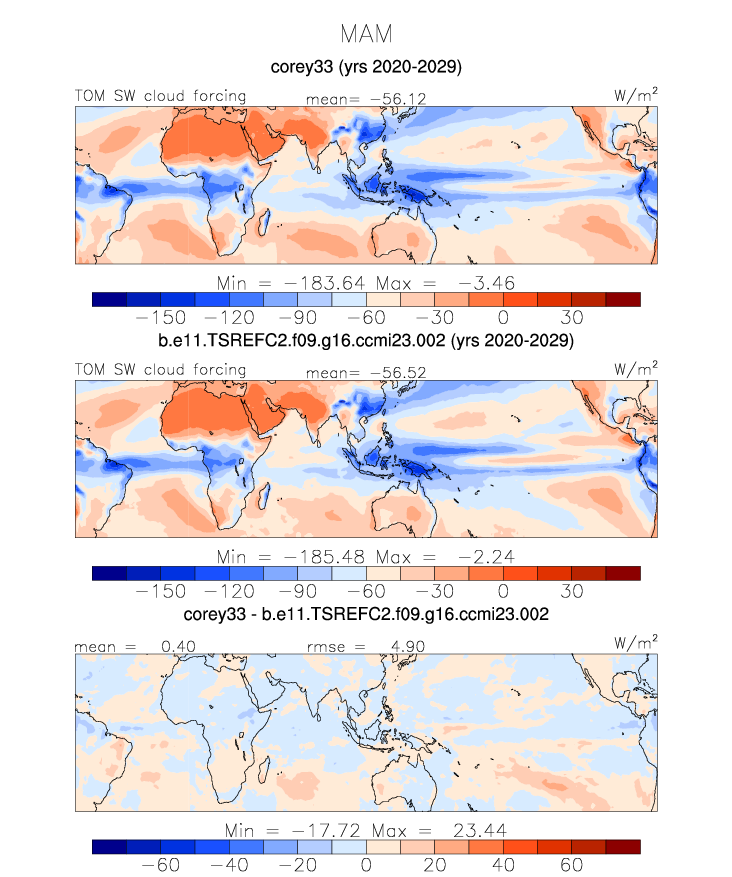 MAM
corey33 (yrs 2020-2029)
TOM SW cloud forcing mean= −56.12 W/m²
Min = −183.64 Max = −3.46
−150 −120 −90 −60 −30 0 30
b.e11.TSREFC2.f09.g16.ccmi23.002 (yrs 2020-2029)
TOM SW cloud forcing mean= −56.52 W/m²
Min = −185.48 Max = −2.24
−150 −120 −90 −60 −30 0 30
corey33 - b.e11.TSREFC2.f09.g16.ccmi23.002
mean = 0.40 rmse = 4.90 W/m²
Min = −17.72 Max = 23.44
−60 −40 −20 0 20 40 60